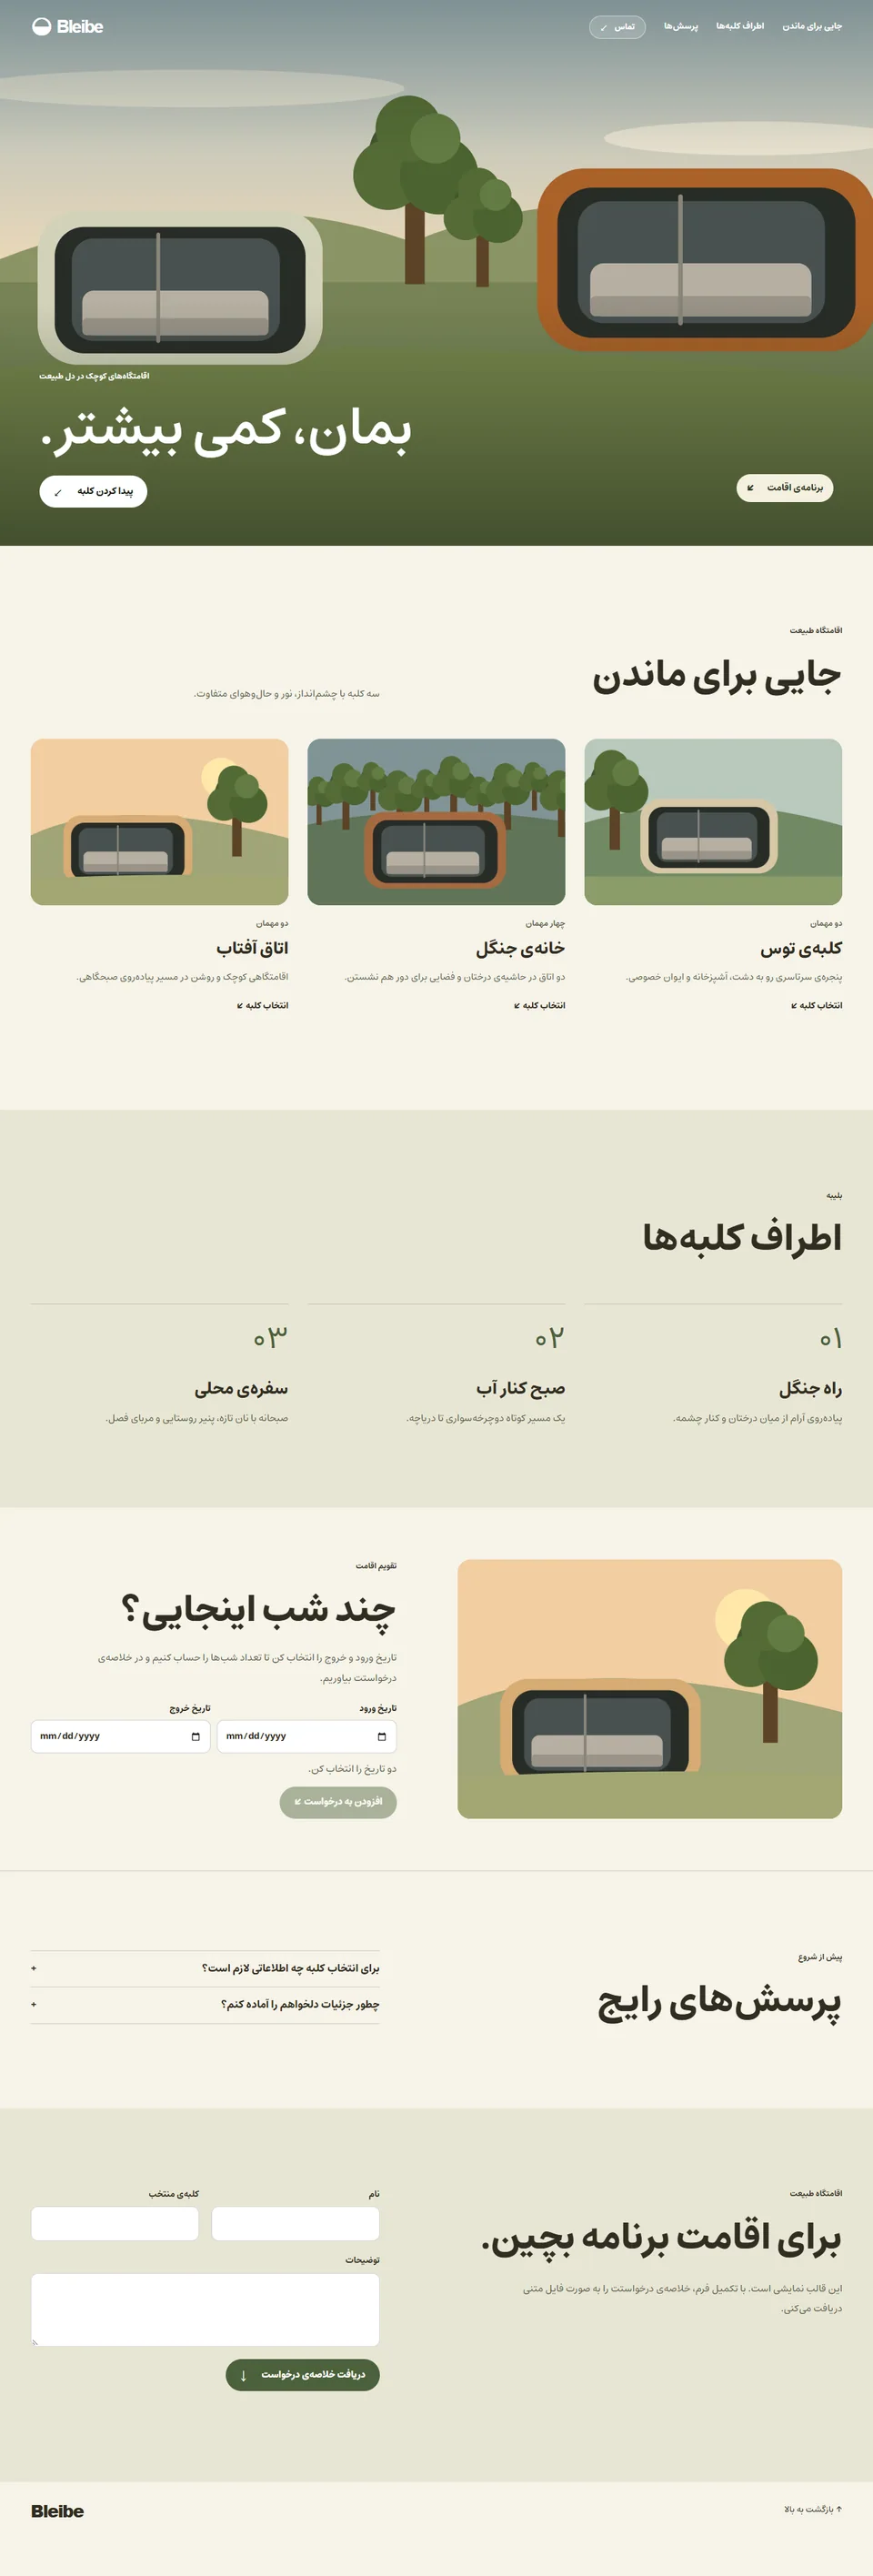 Bleibe
جایی برای ماندن
اطراف کلبه‌ها
پرسش‌ها
تماس ↙
اقامتگاه‌های کوچک در دل طبیعت
بمان، کمی بیشتر.
پیدا کردن کلبه ↙
برنامه‌ی اقامت ↙
اقامتگاه طبیعت
جایی برای ماندن
سه کلبه با چشم‌انداز، نور و حال‌وهوای متفاوت.
دو مهمان
کلبه‌ی توس
پنجره‌ی سرتاسری رو به دشت، آشپزخانه و ایوان خصوصی.
انتخاب کلبه ↙
چهار مهمان
خانه‌ی جنگل
دو اتاق در حاشیه‌ی درختان و فضایی برای دور هم نشستن.
انتخاب کلبه ↙
دو مهمان
اتاق آفتاب
اقامتگاهی کوچک و روشن در مسیر پیاده‌روی صبحگاهی.
انتخاب کلبه ↙
بلیبه
اطراف کلبه‌ها
۰۱
راه جنگل
پیاده‌روی آرام از میان درختان و کنار چشمه.
۰۲
صبح کنار آب
یک مسیر کوتاه دوچرخه‌سواری تا دریاچه.
۰۳
سفره‌ی محلی
صبحانه با نان تازه، پنیر روستایی و مربای فصل.
تقویم اقامت
چند شب اینجایی؟
تاریخ ورود و خروج را انتخاب کن تا تعداد شب‌ها را حساب کنیم و در خلاصه‌ی
درخواستت بیاوریم.
تاریخ ورود
mm/dd/yyyy
تاریخ خروج
mm/dd/yyyy
دو تاریخ را انتخاب کن.
افزودن به درخواست ↙
پیش از شروع
پرسش‌های رایج
برای انتخاب کلبه چه اطلاعاتی لازم است؟ +
چطور جزئیات دلخواهم را آماده کنم؟ +
اقامتگاه طبیعت
برای اقامت برنامه بچین.
این قالب نمایشی است. با تکمیل فرم، خلاصه‌ی درخواستت را به صورت فایل متنی
دریافت می‌کنی.
نام
کلبه‌ی منتخب
توضیحات
دریافت خلاصه‌ی درخواست ↓
↑ بازگشت به بالا
Bleibe